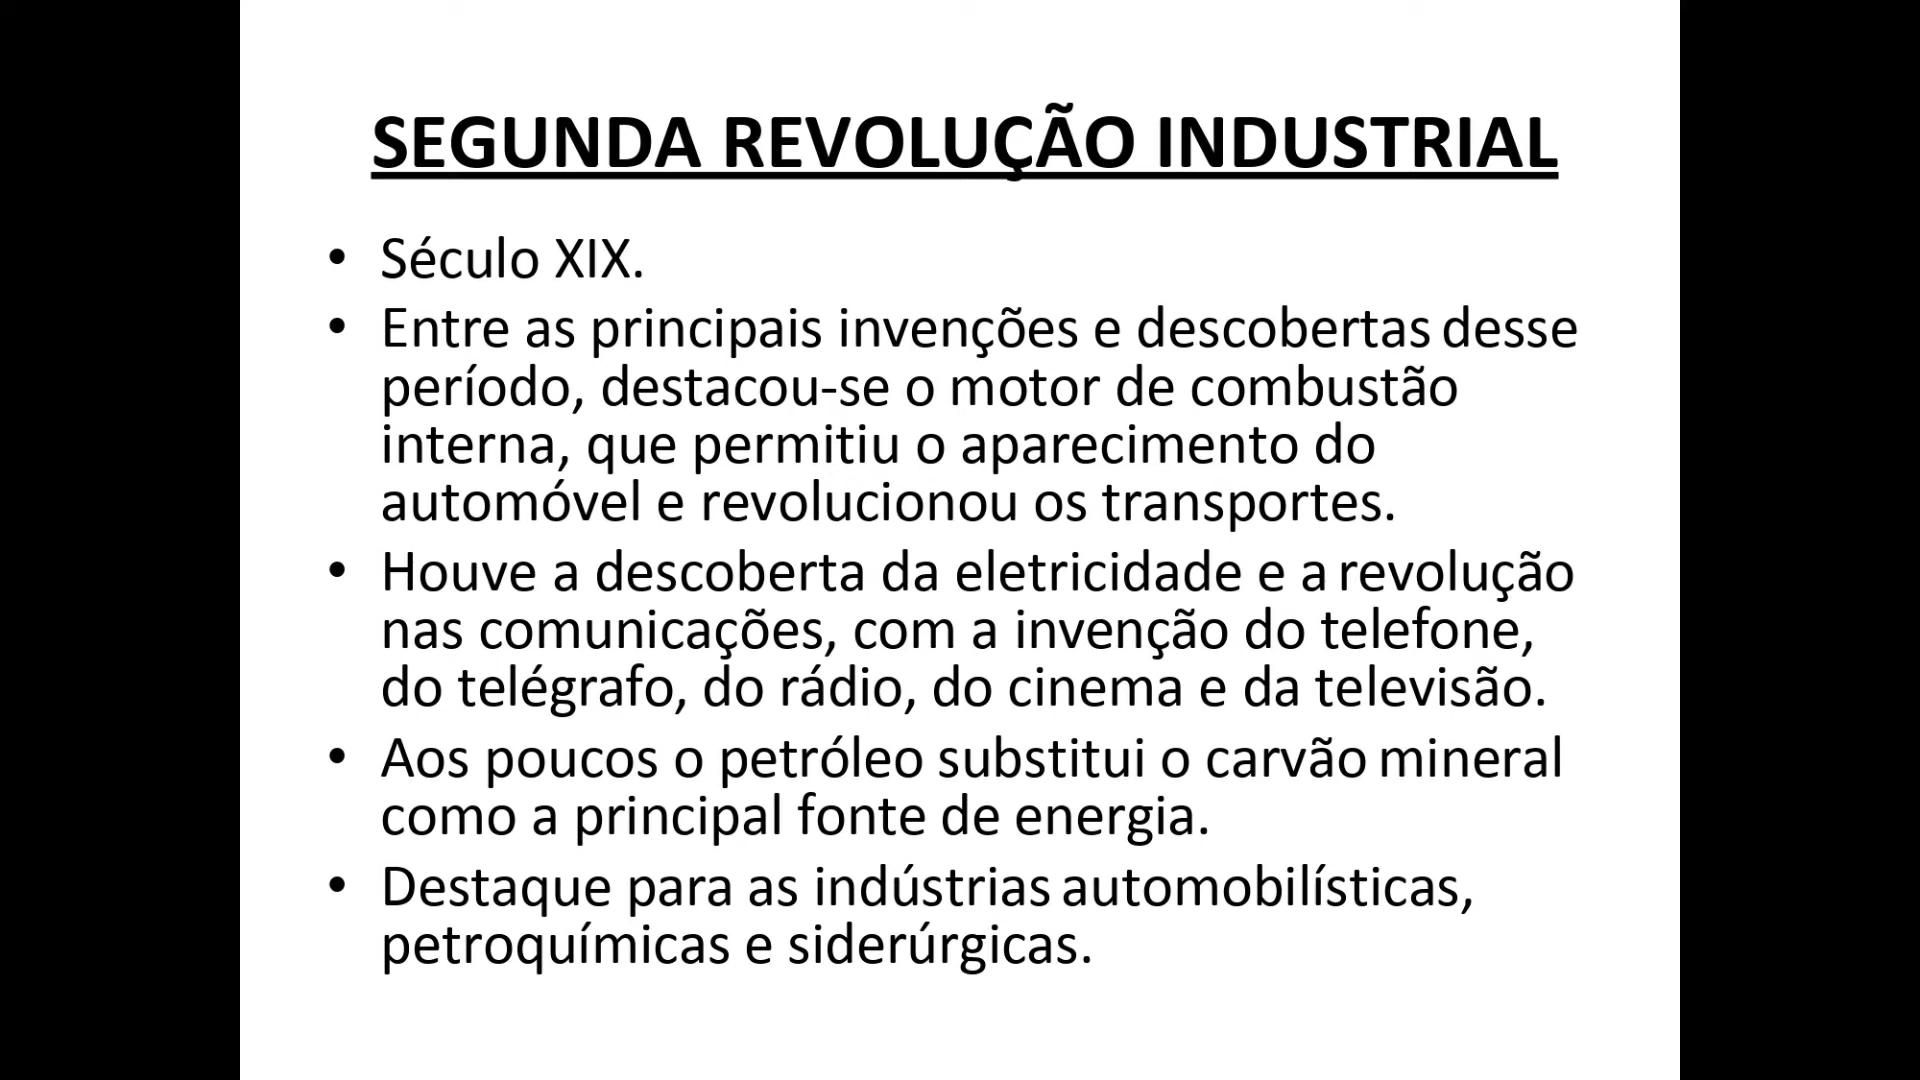 SEGUNDA REVOLUÇÃO INDUSTRIAL
• Século XIX.
• Entre as principais invenções e descobertas desse
período, destacou-se o motor de combustão
interna, que permitiu o aparecimento do
automóvel e revolucionou os transportes.
• Houve a descoberta da eletricidade e a revolução
nas comunicações, com a invenção do telefone,
do telégrafo, do rádio, do cinema e da televisão.
• Aos poucos o petróleo substitui o carvão mineral
como a principal fonte de energia.
• Destaque para as indústrias automobilísticas,
petroquímicas e siderúrgicas.